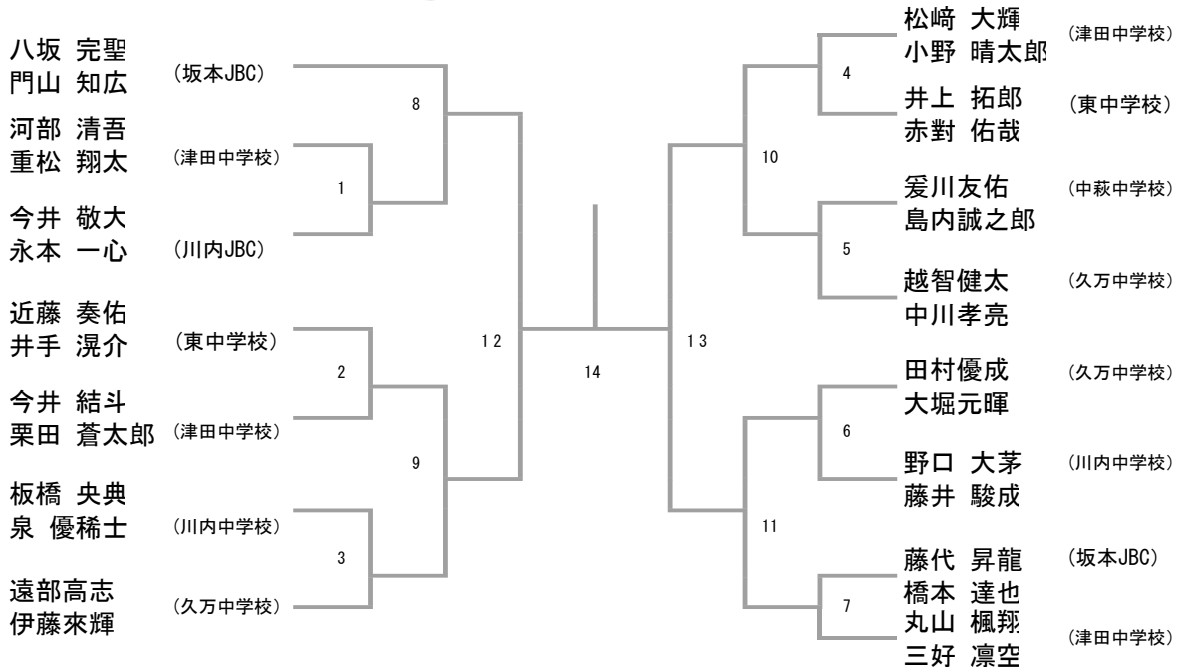 八坂 完聖
門山 知広
(坂本JBC)
河部 清吾
重松 翔太
(津田中学校)
今井 敬大
永本 一心
(川内JBC)
近藤 奏佑
井手 滉介
(東中学校)
今井 結斗
栗田 蒼太郎
(津田中学校)
板橋 央典
泉 優稀士
(川内中学校)
遠部高志
伊藤來輝
(久万中学校)
8
1
2
9
3
12
14
13
10
4
5
6
11
7
松﨑 大輝
小野 晴太郎
(津田中学校)
井上 拓郎
赤對 佑哉
(東中学校)
爰川友佑
島内誠之郎
(中萩中学校)
越智健太
中川孝亮
(久万中学校)
田村優成
大堀元暉
(久万中学校)
野口 大茅
藤井 駿成
(川内中学校)
藤代 昇龍
橋本 達也
(坂本JBC)
丸山 楓翔
三好 凛空
(津田中学校)